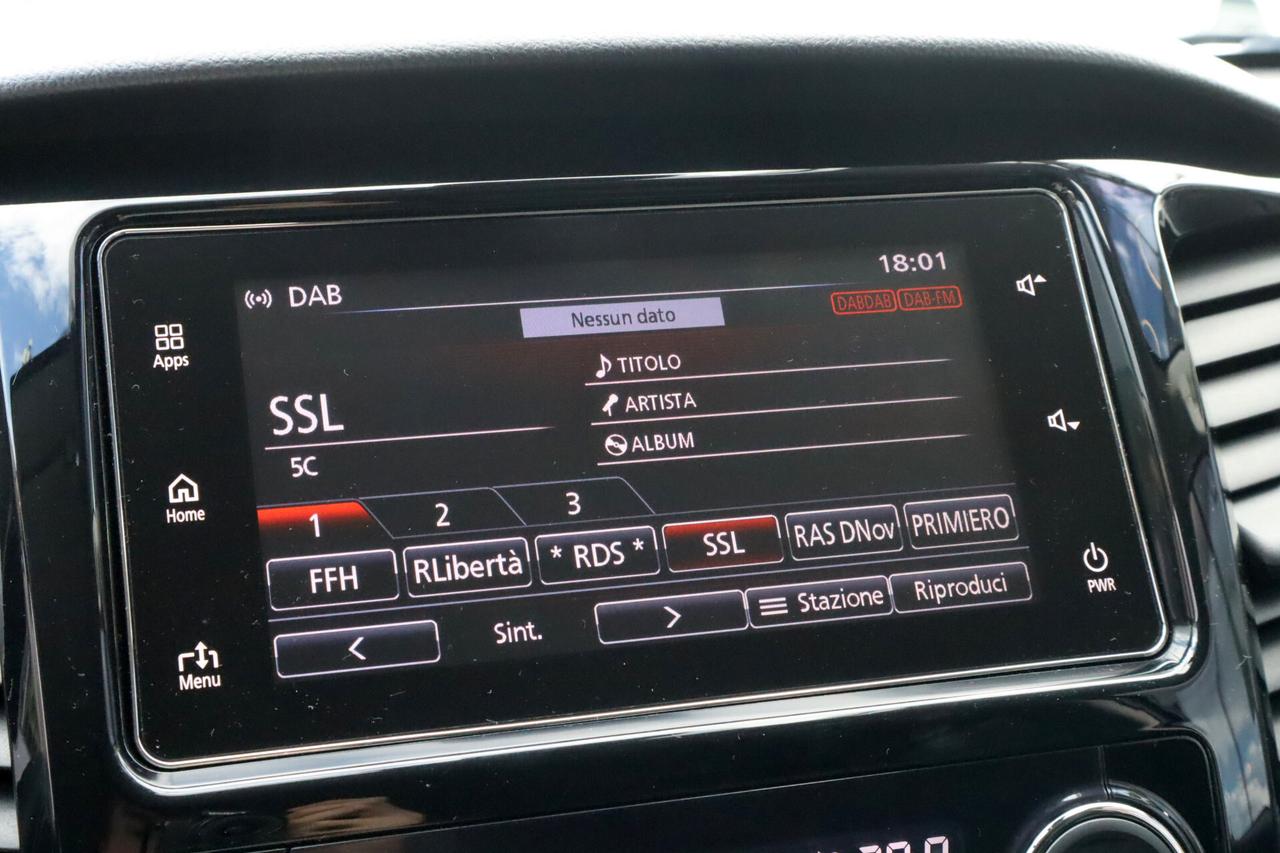 DAB
18:01
Nessun dato
DABDAB DAB-FM
Apps
TITOLO
SSL
ARTISTA
5C
ALBUM
Home
1 2 3
FFH RLibertà * RDS * SSL RAS DNov PRIMIERO
< Sint. > Stazione Riproduci
Menu
PWR